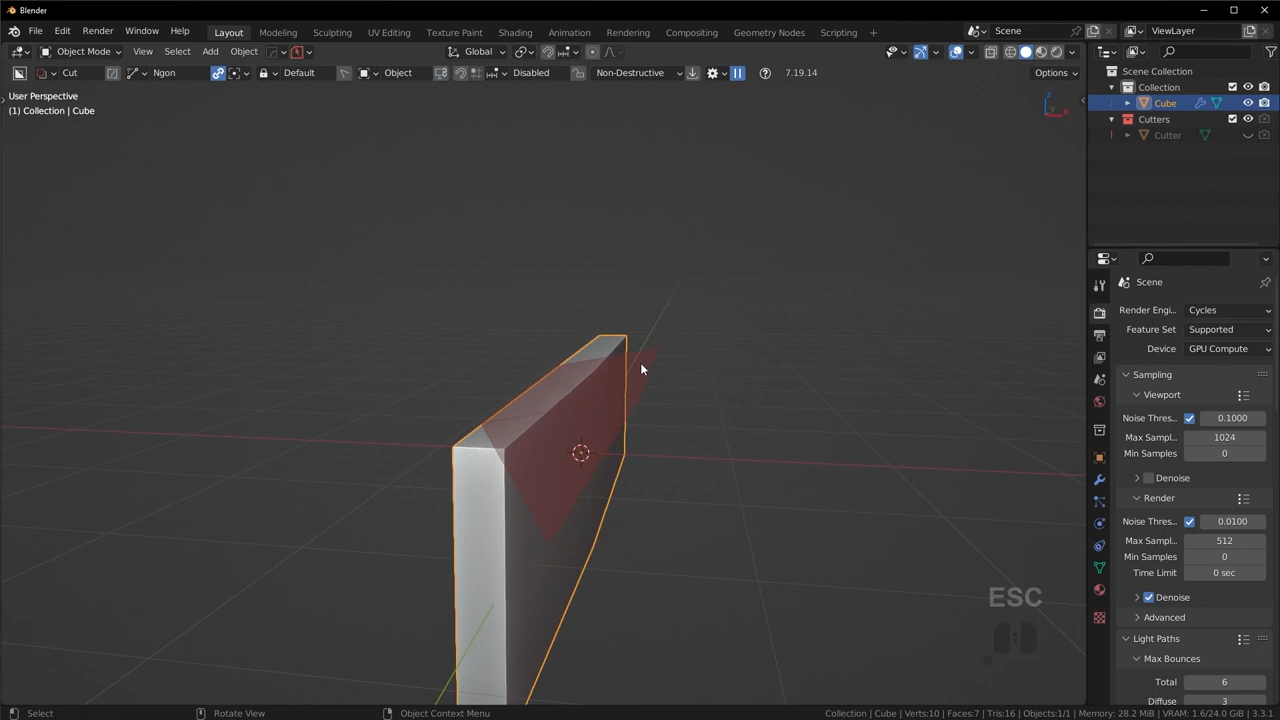 Blender
File Edit Render Window Help
Layout Modeling Sculpting UV Editing Texture Paint Shading Animation Rendering Compositing Geometry Nodes Scripting
Scene
ViewLayer
Object Mode View Select Add Object
Global
Cut Ngon Default Object Disabled Non-Destructive 7.19.14
Options
User Perspective
(1) Collection | Cube
Z
X
Scene Collection
Collection
Cube
Cutters
Cutter
Scene
Render Engi... Cycles
Feature Set Supported
Device GPU Compute
Sampling
Viewport
Noise Thres... 0.1000
Max Sampl... 1024
Min Samples 0
Denoise
Render
Noise Thres... 0.0100
Max Sampl... 512
Min Samples 0
Time Limit 0 sec
Denoise
Advanced
Light Paths
Max Bounces
Total 6
Diffuse 3
ESC
Select
Rotate View
Object Context Menu
Collection | Cube | Verts:10 | Faces:7 | Tris:16 | Objects:1/1 | Memory: 28.2 MiB | VRAM: 1.6/24.0 GiB | 3.3.1